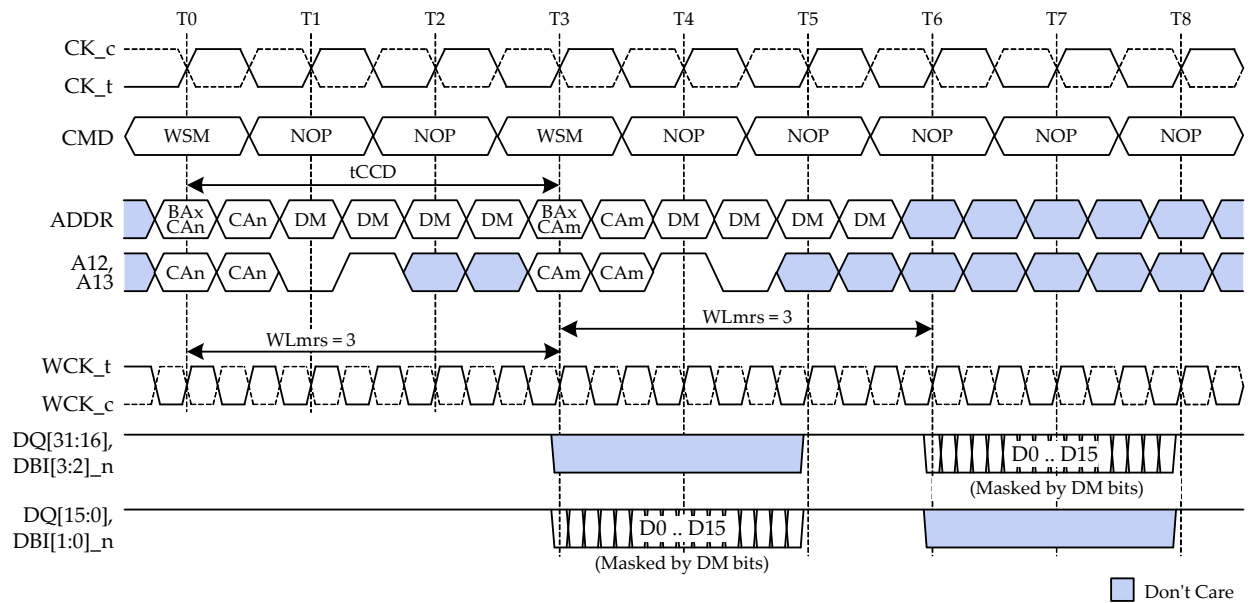 T0 T1 T2 T3 T4 T5 T6 T7 T8
CK_c
CK_t
CMD WSM NOP NOP WSM NOP NOP NOP NOP NOP
tCCD
ADDR BAx CAn CAn DM DM DM DM BAx CAm CAm DM DM DM DM
A12, A13 CAn CAn CAm CAm
WLmrs = 3
WLmrs = 3
WCK_t
WCK_c
DQ[31:16],
DBI[3:2]_n
D0 .. D15
(Masked by DM bits)
DQ[15:0],
DBI[1:0]_n
D0 .. D15
(Masked by DM bits)
Don't Care